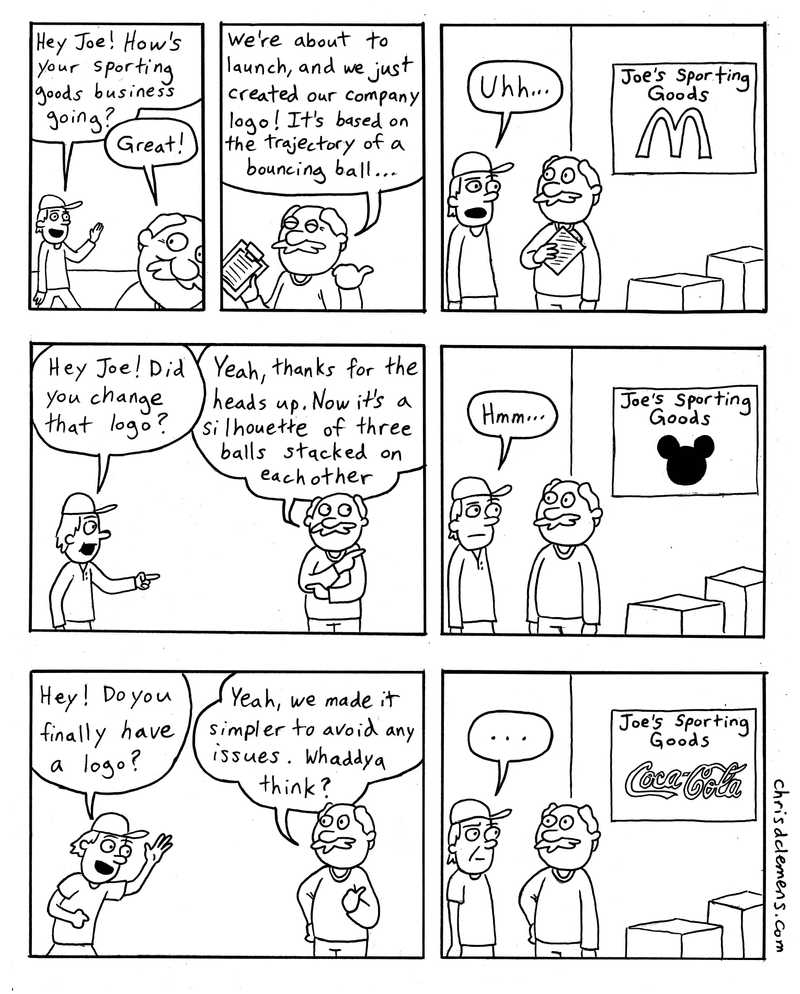 Hey Joe! How's
your sporting
goods business
going?
Great!
We're about to
launch, and we just
created our company
logo! It's based on
the trajectory of a
bouncing ball...
Uhh...
Joe's Sporting
Goods
M
Hey Joe! Did
you change
that logo?
Yeah, thanks for the
heads up. Now it's a
silhouette of three
balls stacked on
each other
Hmm...
Joe's Sporting
Goods
Hey! Do you
finally have
a logo?
Yeah, we made it
simpler to avoid any
issues. Whaddya
think?
...
Joe's Sporting
Goods
Coca-Cola
chrisdclemens.com